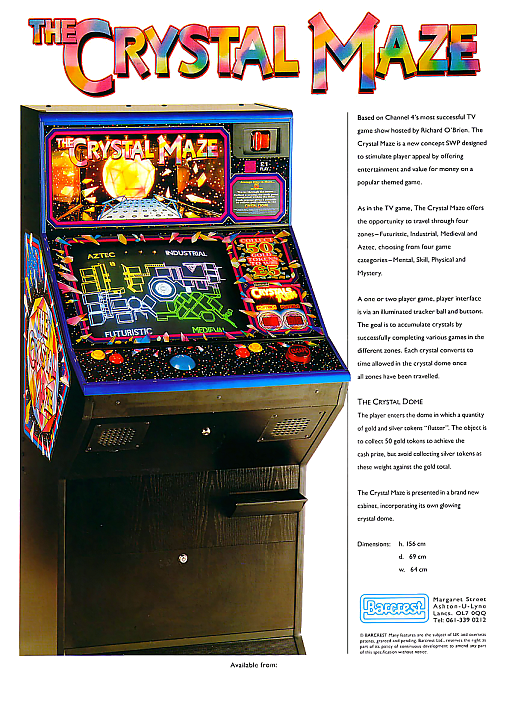 THE CRYSTAL MAZE
THE CRYSTAL MAZE
AZTEC
INDUSTRIAL
FUTURISTIC
COLLECT
50
GOLD
TOKENS
CRYSTAL
Based on Channel 4's most successful TV
game show hosted by Richard O'Brien. The
Crystal Maze is a new concept SWP designed
to stimulate player appeal by offering
entertainment and value for money on a
popular themed game.
As in the TV game, The Crystal Maze offers
the opportunity to travel through four
zones–Futuristic, Industrial, Medieval and
Aztec, choosing from four game
categories–Mental, Skill, Physical and
Mystery.
A one or two player game, player interface
is via an illuminated tracker ball and buttons.
The goal is to accumulate crystals by
successfully completing various games in the
different zones. Each crystal converts to
time allowed in the crystal dome once
all zones have been travelled.
THE CRYSTAL DOME
The player enters the dome in which a quantity
of gold and silver tokens "flutter". The object is
to collect 50 gold tokens to achieve the
cash prize, but avoid collecting silver tokens as
these weight against the gold total.
The Crystal Maze is presented in a brand new
cabinet, incorporating its own glowing
crystal dome.
Dimensions: h. 156 cm
d. 69 cm
w. 64 cm
Barcrest
Margaret Street
Ashton-U-Lyne
Lancs. OL7 0QQ
Tel: 061-339 0212
© BARCREST Many features are the subject of UK and overseas
patents, granted and pending. Barcrest Ltd., reserves the right as
part of its policy of continuous development to amend any part
of this specification without notice.
Available from: